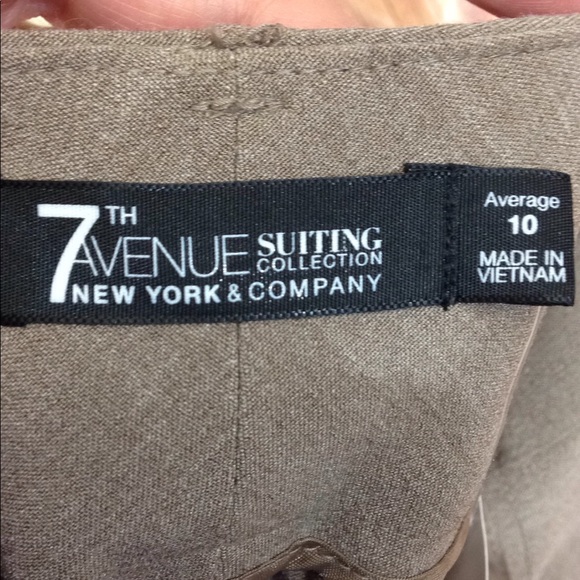 7TH AVENUE SUITING COLLECTION
NEW YORK & COMPANY
Average
10
MADE IN
VIETNAM